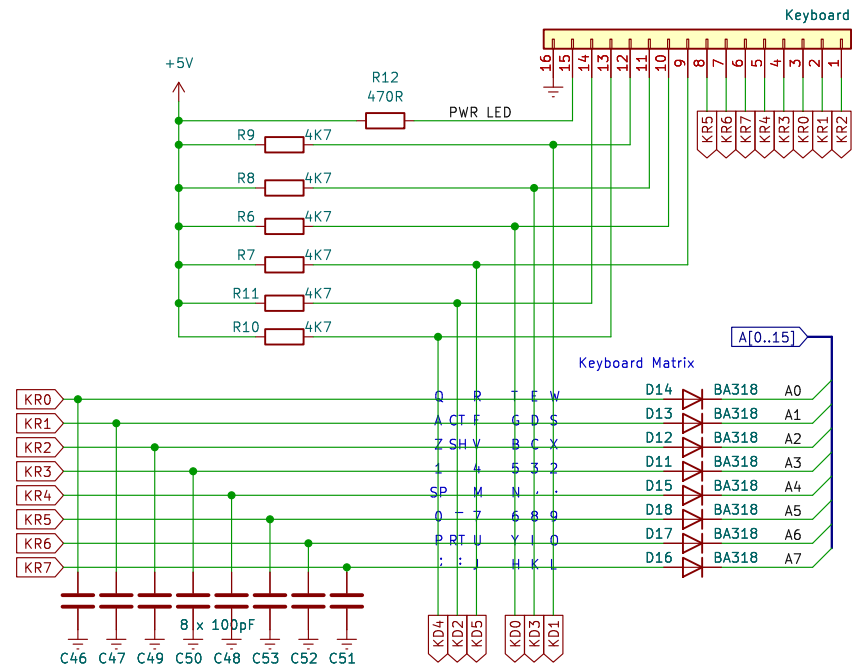 Keyboard
16 15 14 13 12 11 10 9 8 7 6 5 4 3 2 1
+5V
R12
470R
PWR LED
KR5 KR6 KR7 KR4 KR3 KR0 KR1 KR2
R9 4K7
R8 4K7
R6 4K7
R7 4K7
R11 4K7
R10 4K7
A[0..15]
Keyboard Matrix
KR0 Q R T E W D14 BA318 A0
KR1 A CT F G D S D13 BA318 A1
KR2 Z SH V B C X D12 BA318 A2
KR3 1 4 5 3 2 D11 BA318 A3
KR4 SP M N , . D15 BA318 A4
KR5 0 - 7 6 8 9 D18 BA318 A5
KR6 P RT U Y I O D17 BA318 A6
KR7 ; : J H K L D16 BA318 A7
8 x 100pF
C46 C47 C49 C50 C48 C53 C52 C51
KD4 KD2 KD5 KD0 KD3 KD1